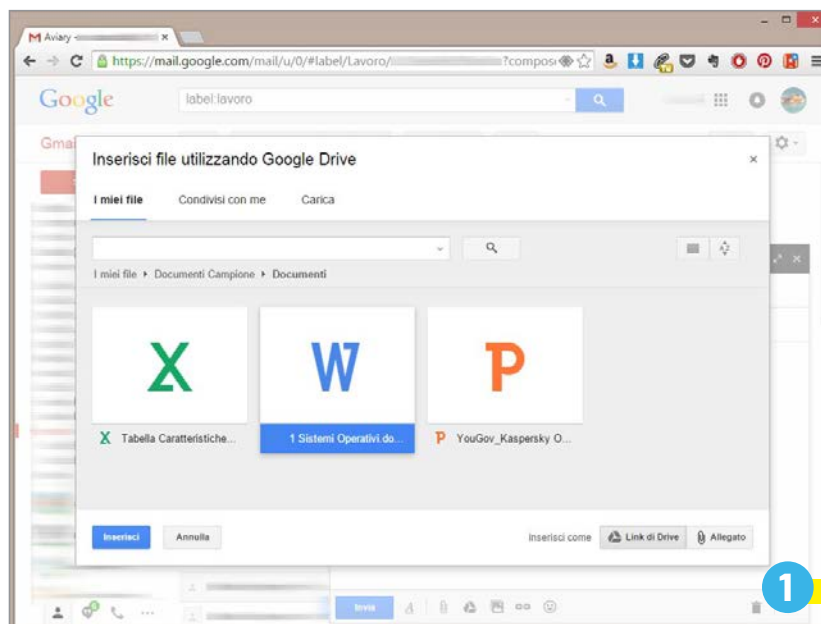 Aviary -
https://mail.google.com/mail/u/0/#label/Lavoro/ ?compos
Google
label:lavoro
Gmai
Inserisci file utilizzando Google Drive
I miei file Condivisi con me Carica
I miei file Documenti Campione Documenti
Tabella Caratteristiche...
1 Sistemi Operativi.do...
YouGov_Kaspersky O...
Inserisci Annulla Inserisci come Link di Drive Allegato
Invia
1